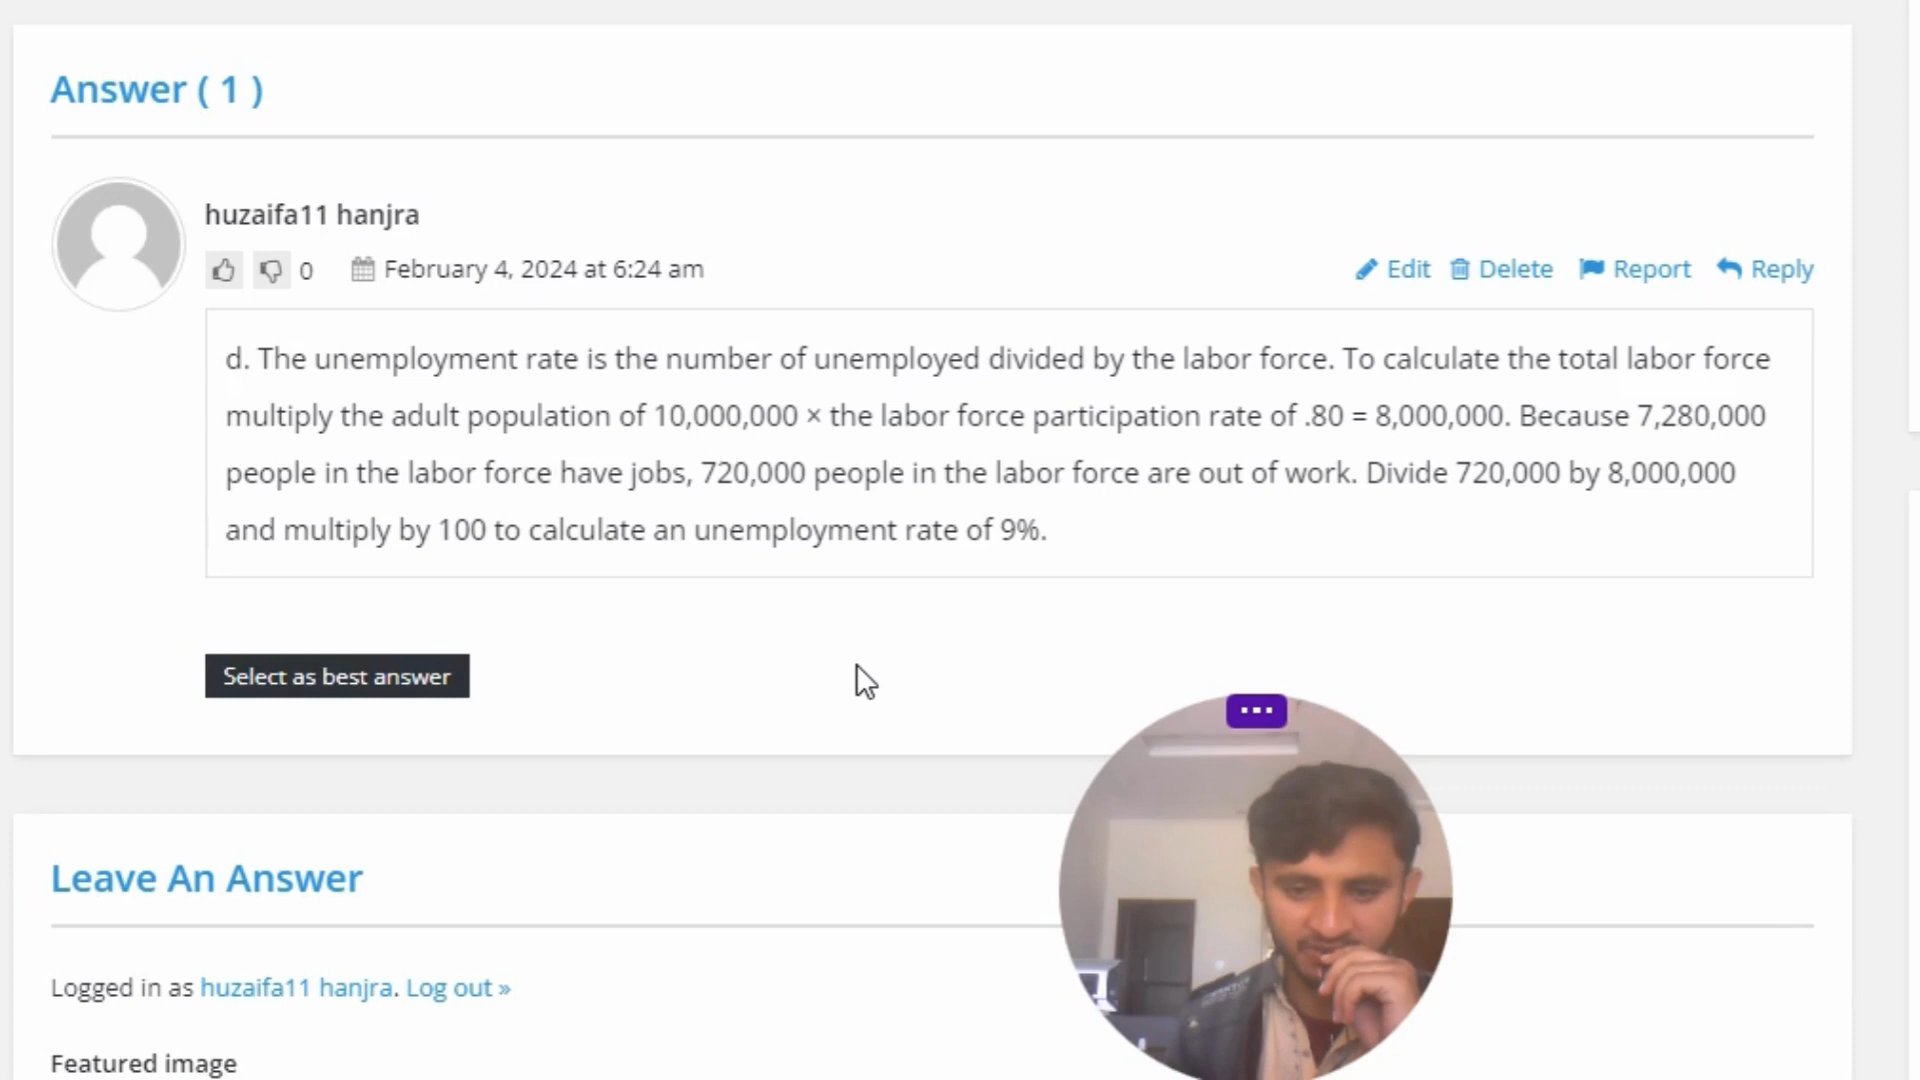 Answer ( 1 )
huzaifa11 hanjra
0 February 4, 2024 at 6:24 am Edit Delete Report Reply
d. The unemployment rate is the number of unemployed divided by the labor force. To calculate the total labor force
multiply the adult population of 10,000,000 × the labor force participation rate of .80 = 8,000,000. Because 7,280,000
people in the labor force have jobs, 720,000 people in the labor force are out of work. Divide 720,000 by 8,000,000
and multiply by 100 to calculate an unemployment rate of 9%.
Select as best answer
Leave An Answer
Logged in as huzaifa11 hanjra. Log out »
Featured image